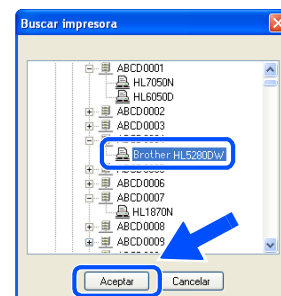 Buscar impresora
ABCD0001
HL7050N
HL6050D
ABCD0002
ABCD0003
Brother HL5280DW
ABCD0006
ABCD0007
HL1870N
ABCD0008
ABCD0009
Aceptar
Cancelar